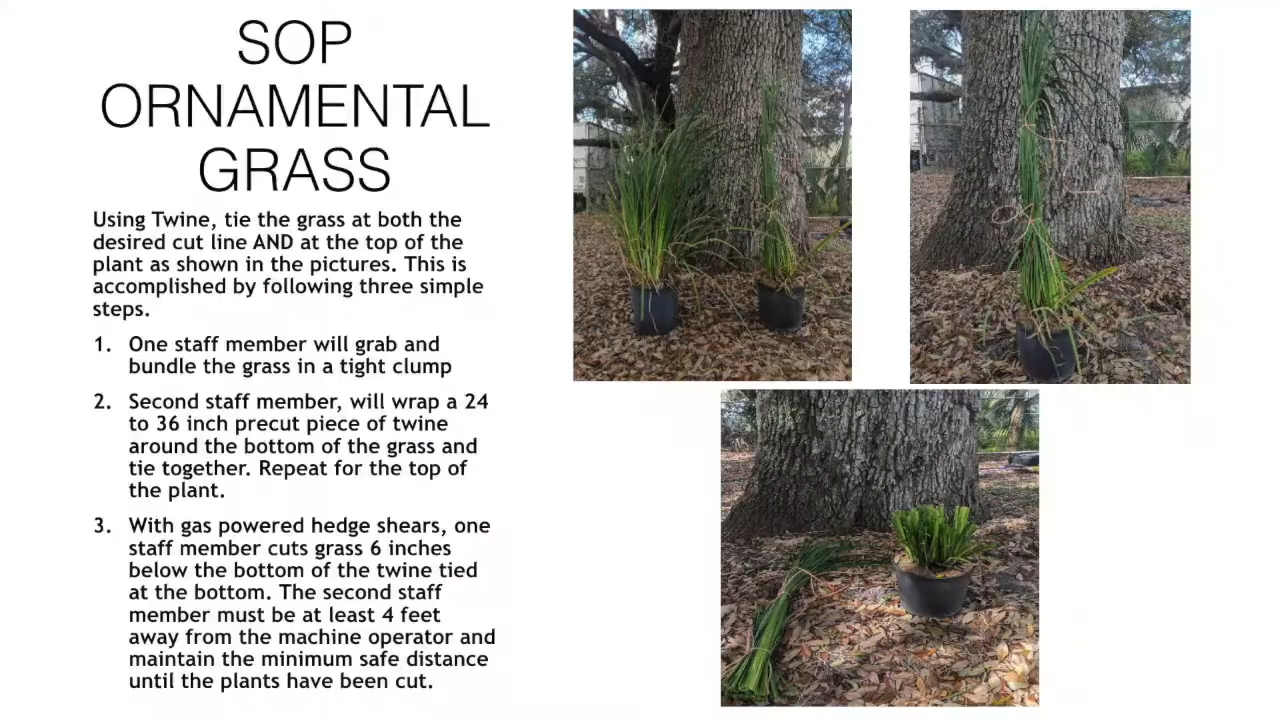 SOP
ORNAMENTAL
GRASS
Using Twine, tie the grass at both the
desired cut line AND at the top of the
plant as shown in the pictures. This is
accomplished by following three simple
steps.
1. One staff member will grab and
bundle the grass in a tight clump
2. Second staff member, will wrap a 24
to 36 inch precut piece of twine
around the bottom of the grass and
tie together. Repeat for the top of
the plant.
3. With gas powered hedge shears, one
staff member cuts grass 6 inches
below the bottom of the twine tied
at the bottom. The second staff
member must be at least 4 feet
away from the machine operator and
maintain the minimum safe distance
until the plants have been cut.